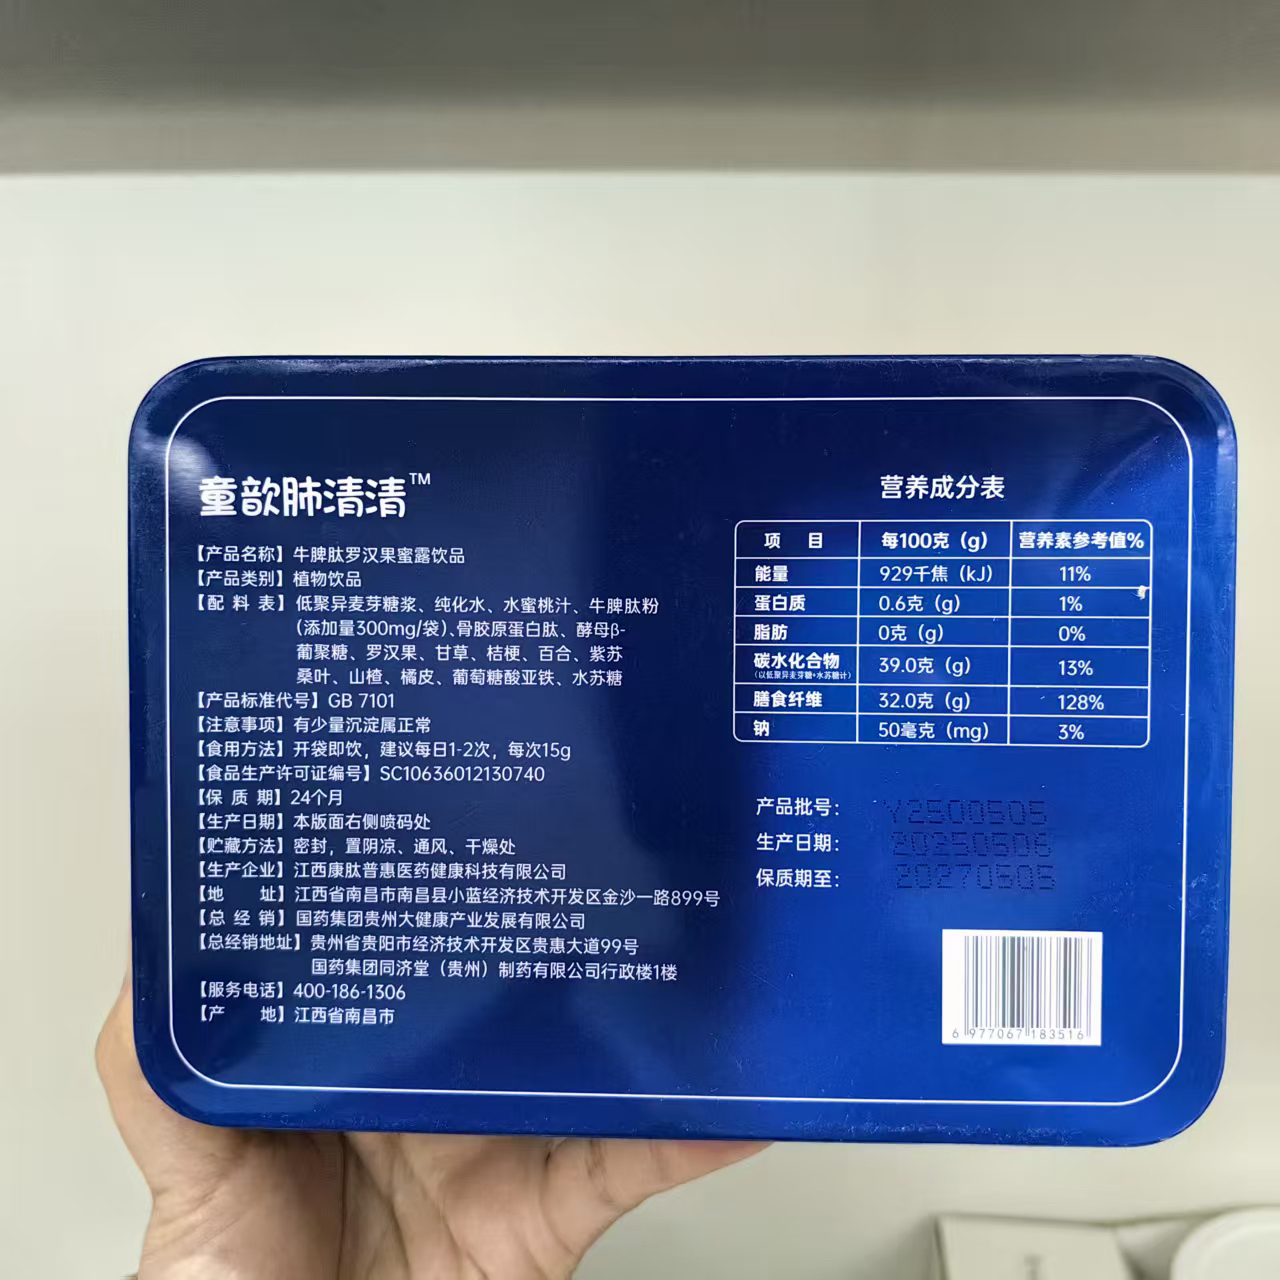 童歆肺清清™
【产品名称】牛脾肽罗汉果蜜露饮品
【产品类别】植物饮品
【配 料 表】低聚异麦芽糖浆、纯化水、水蜜桃汁、牛脾肽粉
(添加量300mg/袋)、骨胶原蛋白肽、酵母β-
葡聚糖、罗汉果、甘草、桔梗、百合、紫苏
桑叶、山楂、橘皮、葡萄糖酸亚铁、水苏糖
【产品标准代号】GB 7101
【注意事项】有少量沉淀属正常
【食用方法】开袋即饮，建议每日1-2次，每次15g
【食品生产许可证编号】SC10636012130740
【保 质 期】24个月
【生产日期】本版面右侧喷码处
【贮藏方法】密封，置阴凉、通风、干燥处
【生产企业】江西康肽普惠医药健康科技有限公司
【地 址】江西省南昌市南昌县小蓝经济技术开发区金沙一路899号
【总 经 销】国药集团贵州大健康产业发展有限公司
【总经销地址】贵州省贵阳市经济技术开发区贵惠大道99号
国药集团同济堂（贵州）制药有限公司行政楼1楼
【服务电话】400-186-1306
【产 地】江西省南昌市
营养成分表
项 目 每100克（g） 营养素参考值%
能量 929千焦（kJ） 11%
蛋白质 0.6克（g） 1%
脂肪 0克（g） 0%
碳水化合物 39.0克（g） 13%
（以低聚异麦芽糖+水苏糖计）
膳食纤维 32.0克（g） 128%
钠 50毫克（mg） 3%
产品批号： Y2500505
生产日期： 20250506
保质期至： 20270505
6 977067 183516